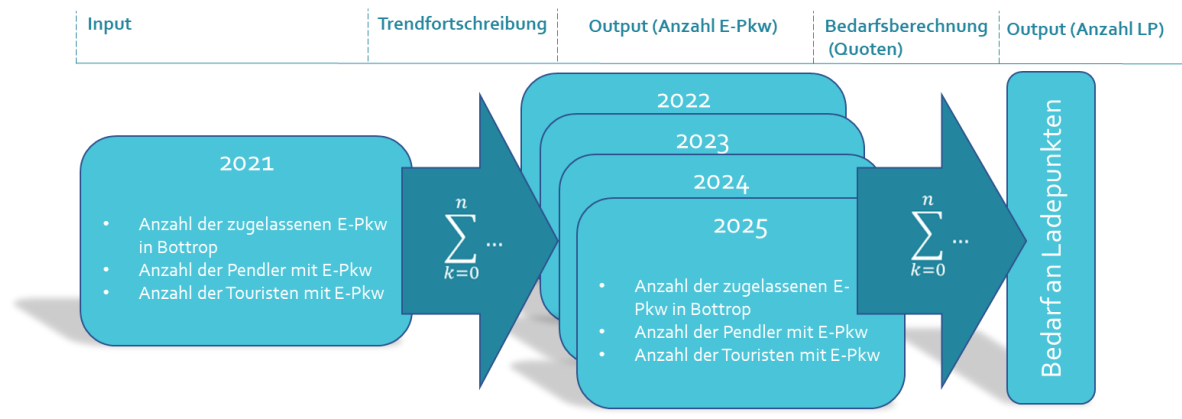 Input
Trendfortschreibung
Output (Anzahl E-Pkw)
Bedarfsberechnung
(Quoten)
Output (Anzahl LP)
2021
• Anzahl der zugelassenen E-Pkw
in Bottrop
• Anzahl der Pendler mit E-Pkw
• Anzahl der Touristen mit E-Pkw
n
∑ ...
k=0
2022
2023
2024
2025
• Anzahl der zugelassenen E-
Pkw in Bottrop
• Anzahl der Pendler mit E-Pkw
• Anzahl der Touristen mit E-Pkw
n
∑ ...
k=0
Bedarf an Ladepunkten